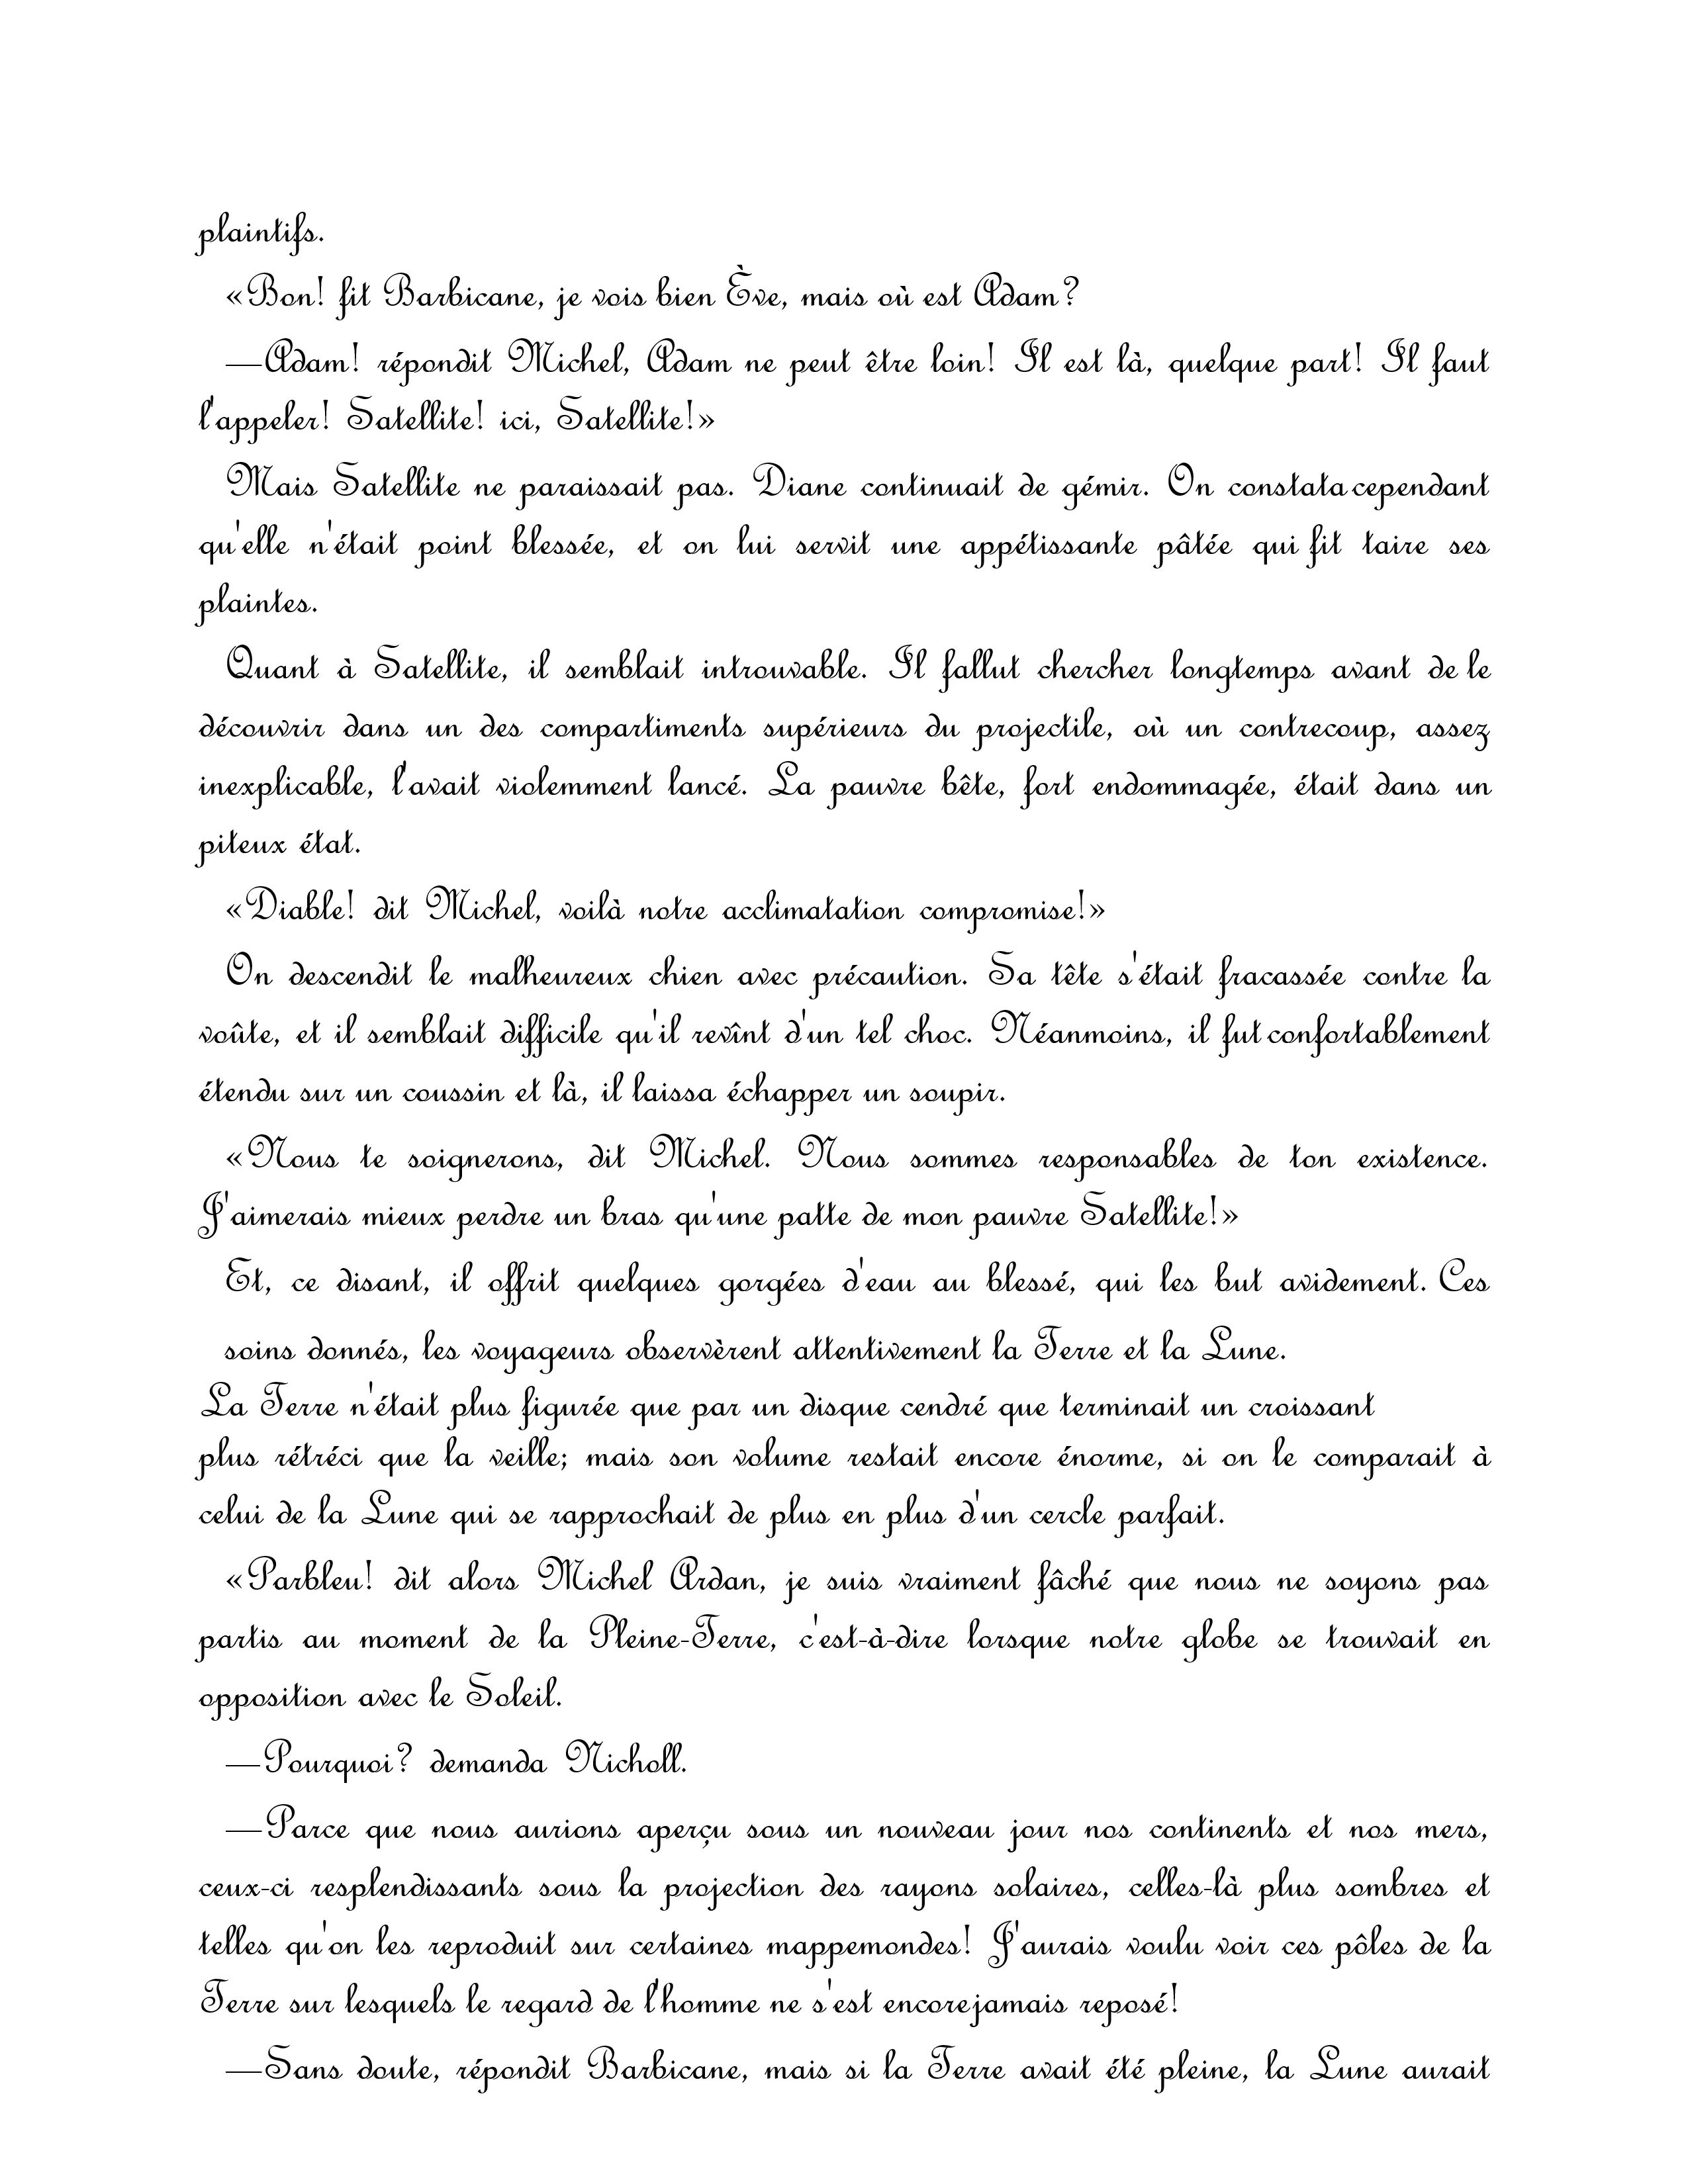 plaintifs.
«Bon! fit Barbicane, je vois bien Ève, mais où est Adam?
—Adam! répondit Michel, Adam ne peut être loin! Il est là, quelque part! Il faut
l'appeler! Satellite! ici, Satellite!»
Mais Satellite ne paraissait pas. Diane continuait de gémir. On constata cependant
qu'elle n'était point blessée, et on lui servit une appétissante pâtée qui fit taire ses
plaintes.
Quant à Satellite, il semblait introuvable. Il fallut chercher longtemps avant de le
découvrir dans un des compartiments supérieurs du projectile, où un contrecoup, assez
inexplicable, l'avait violemment lancé. La pauvre bête, fort endommagée, était dans un
piteux état.
«Diable! dit Michel, voilà notre acclimatation compromise!»
On descendit le malheureux chien avec précaution. Sa tête s'était fracassée contre la
voûte, et il semblait difficile qu'il revînt d'un tel choc. Néanmoins, il fut confortablement
étendu sur un coussin et là, il laissa échapper un soupir.
«Nous te soignerons, dit Michel. Nous sommes responsables de ton existence.
J'aimerais mieux perdre un bras qu'une patte de mon pauvre Satellite!»
Et, ce disant, il offrit quelques gorgées d'eau au blessé, qui les but avidement. Ces
soins donnés, les voyageurs observèrent attentivement la Terre et la Lune.
La Terre n'était plus figurée que par un disque cendré que terminait un croissant
plus rétréci que la veille; mais son volume restait encore énorme, si on le comparait à
celui de la Lune qui se rapprochait de plus en plus d'un cercle parfait.
«Parbleu! dit alors Michel Ardan, je suis vraiment fâché que nous ne soyons pas
partis au moment de la Pleine-Terre, c'est-à-dire lorsque notre globe se trouvait en
opposition avec le Soleil.
—Pourquoi? demanda Nicholl.
—Parce que nous aurions aperçu sous un nouveau jour nos continents et nos mers,
ceux-ci resplendissants sous la projection des rayons solaires, celles-là plus sombres et
telles qu'on les reproduit sur certaines mappemondes! J'aurais voulu voir ces pôles de la
Terre sur lesquels le regard de l'homme ne s'est encore jamais reposé!
—Sans doute, répondit Barbicane, mais si la Terre avait été pleine, la Lune aurait